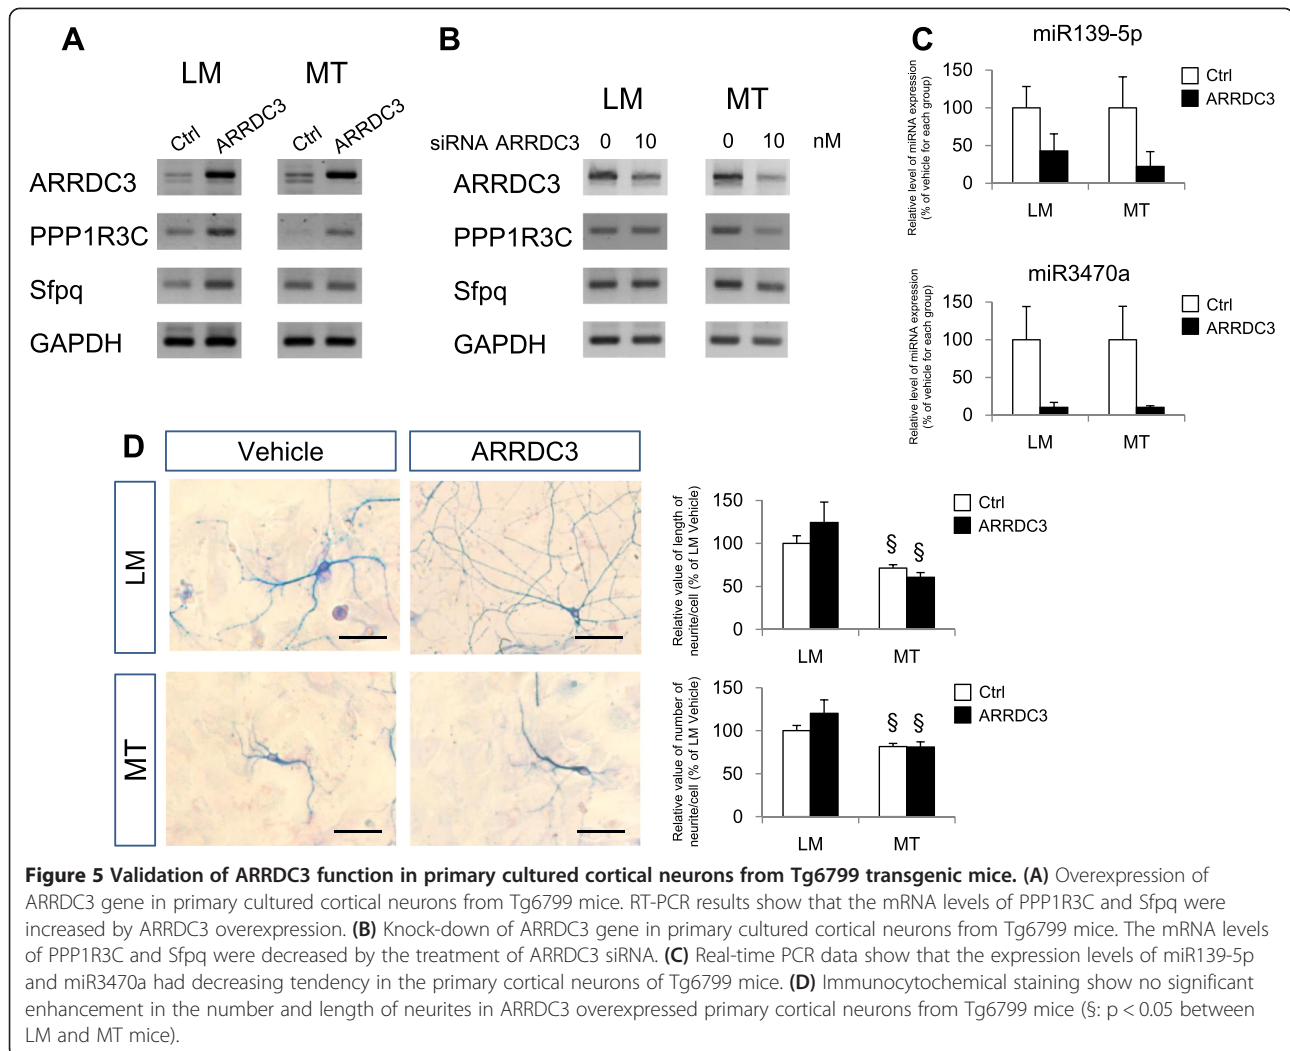 A
LM MT
Ctrl ARRDC3 Ctrl ARRDC3
ARRDC3
PPP1R3C
Sfpq
GAPDH
B
LM MT
siRNA ARRDC3 0 10 0 10 nM
ARRDC3
PPP1R3C
Sfpq
GAPDH
C
miR139-5p
Relative level of miRNA expression
(% of vehicle for each group)
150
100
50
0
LM MT
Ctrl
ARRDC3
miR3470a
Relative level of miRNA expression
(% of vehicle for each group)
150
100
50
0
LM MT
Ctrl
ARRDC3
D
Vehicle ARRDC3
LM
MT
Relative value of length of
neurite/cell (% of LM Vehicle)
150
100
50
0
§ §
LM MT
Ctrl
ARRDC3
Relative value of number of
neurite/cell (% of LM Vehicle)
150
100
50
0
§ §
LM MT
Ctrl
ARRDC3
Figure 5 Validation of ARRDC3 function in primary cultured cortical neurons from Tg6799 transgenic mice. (A) Overexpression of
ARRDC3 gene in primary cultured cortical neurons from Tg6799 mice. RT-PCR results show that the mRNA levels of PPP1R3C and Sfpq were
increased by ARRDC3 overexpression. (B) Knock-down of ARRDC3 gene in primary cultured cortical neurons from Tg6799 mice. The mRNA levels
of PPP1R3C and Sfpq were decreased by the treatment of ARRDC3 siRNA. (C) Real-time PCR data show that the expression levels of miR139-5p
and miR3470a had decreasing tendency in the primary cortical neurons of Tg6799 mice. (D) Immunocytochemical staining show no significant
enhancement in the number and length of neurites in ARRDC3 overexpressed primary cortical neurons from Tg6799 mice (§: p < 0.05 between
LM and MT mice).